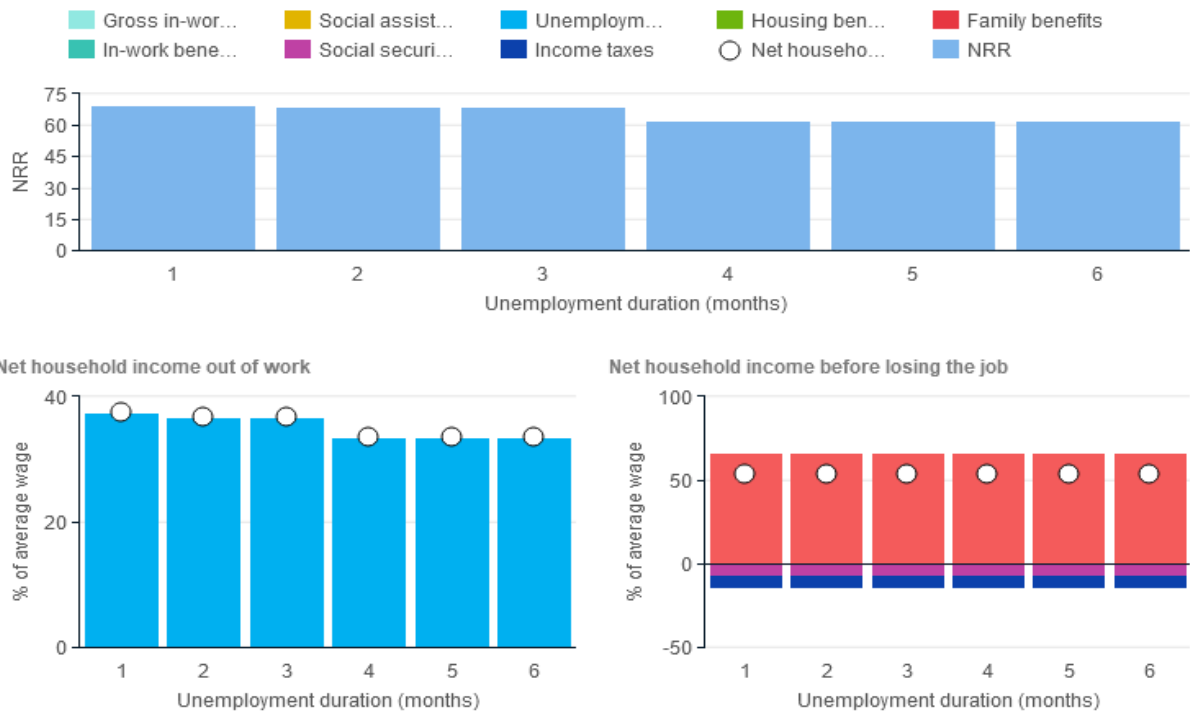 Gross in-wor... Social assist... Unemploym... Housing ben... Family benefits
In-work bene... Social securi... Income taxes Net househo... NRR
75
60
45
30
15
0
NRR
1 2 3 4 5 6
Unemployment duration (months)
Net household income out of work
40
20
0
% of average wage
1 2 3 4 5 6
Unemployment duration (months)
Net household income before losing the job
100
50
0
-50
% of average wage
1 2 3 4 5 6
Unemployment duration (months)